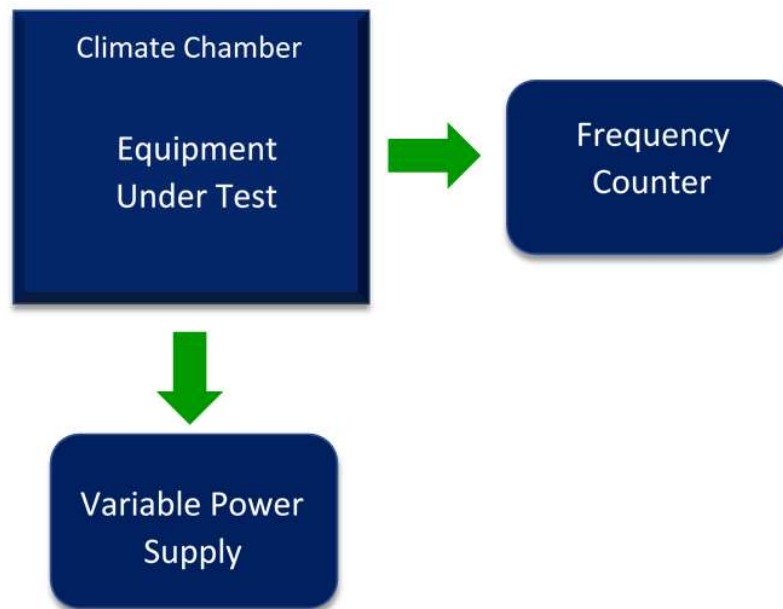 Climate Chamber
Equipment
Under Test
Frequency
Counter
Variable Power
Supply